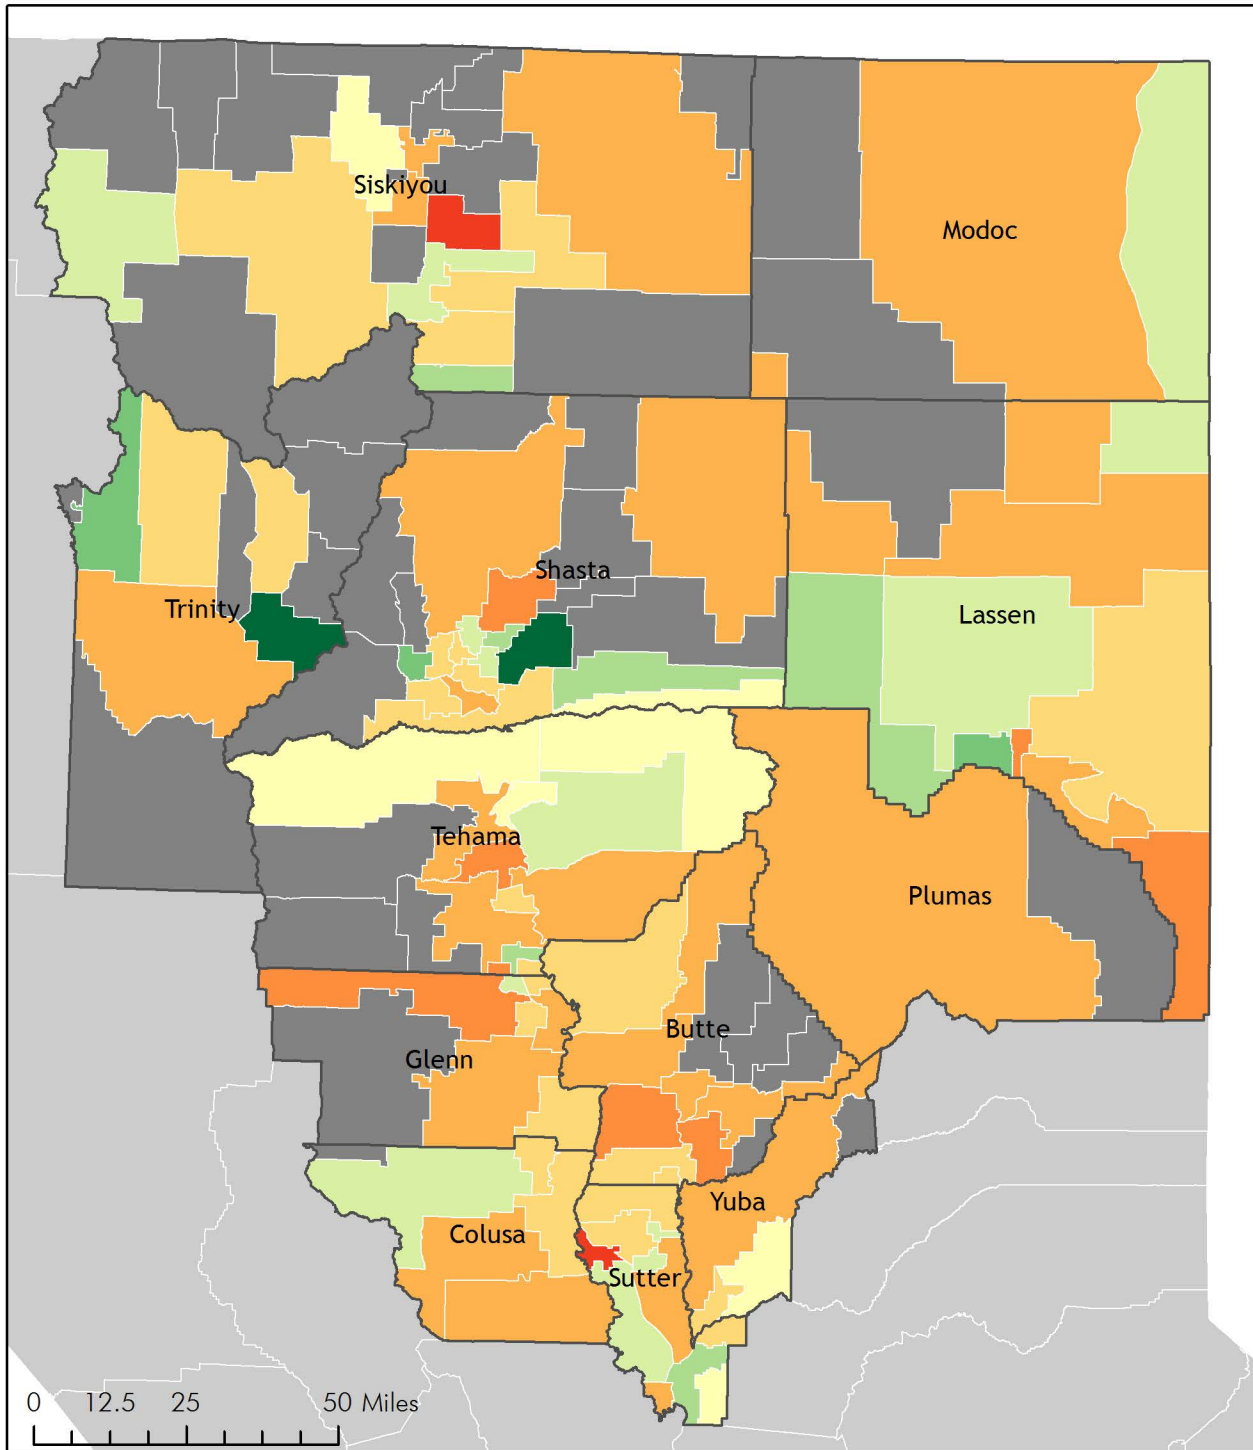 Siskiyou
Modoc
Shasta
Trinity
Lassen
Tehama
Plumas
Butte
Glenn
Yuba
Colusa
Sutter
0 12.5 25 50 Miles